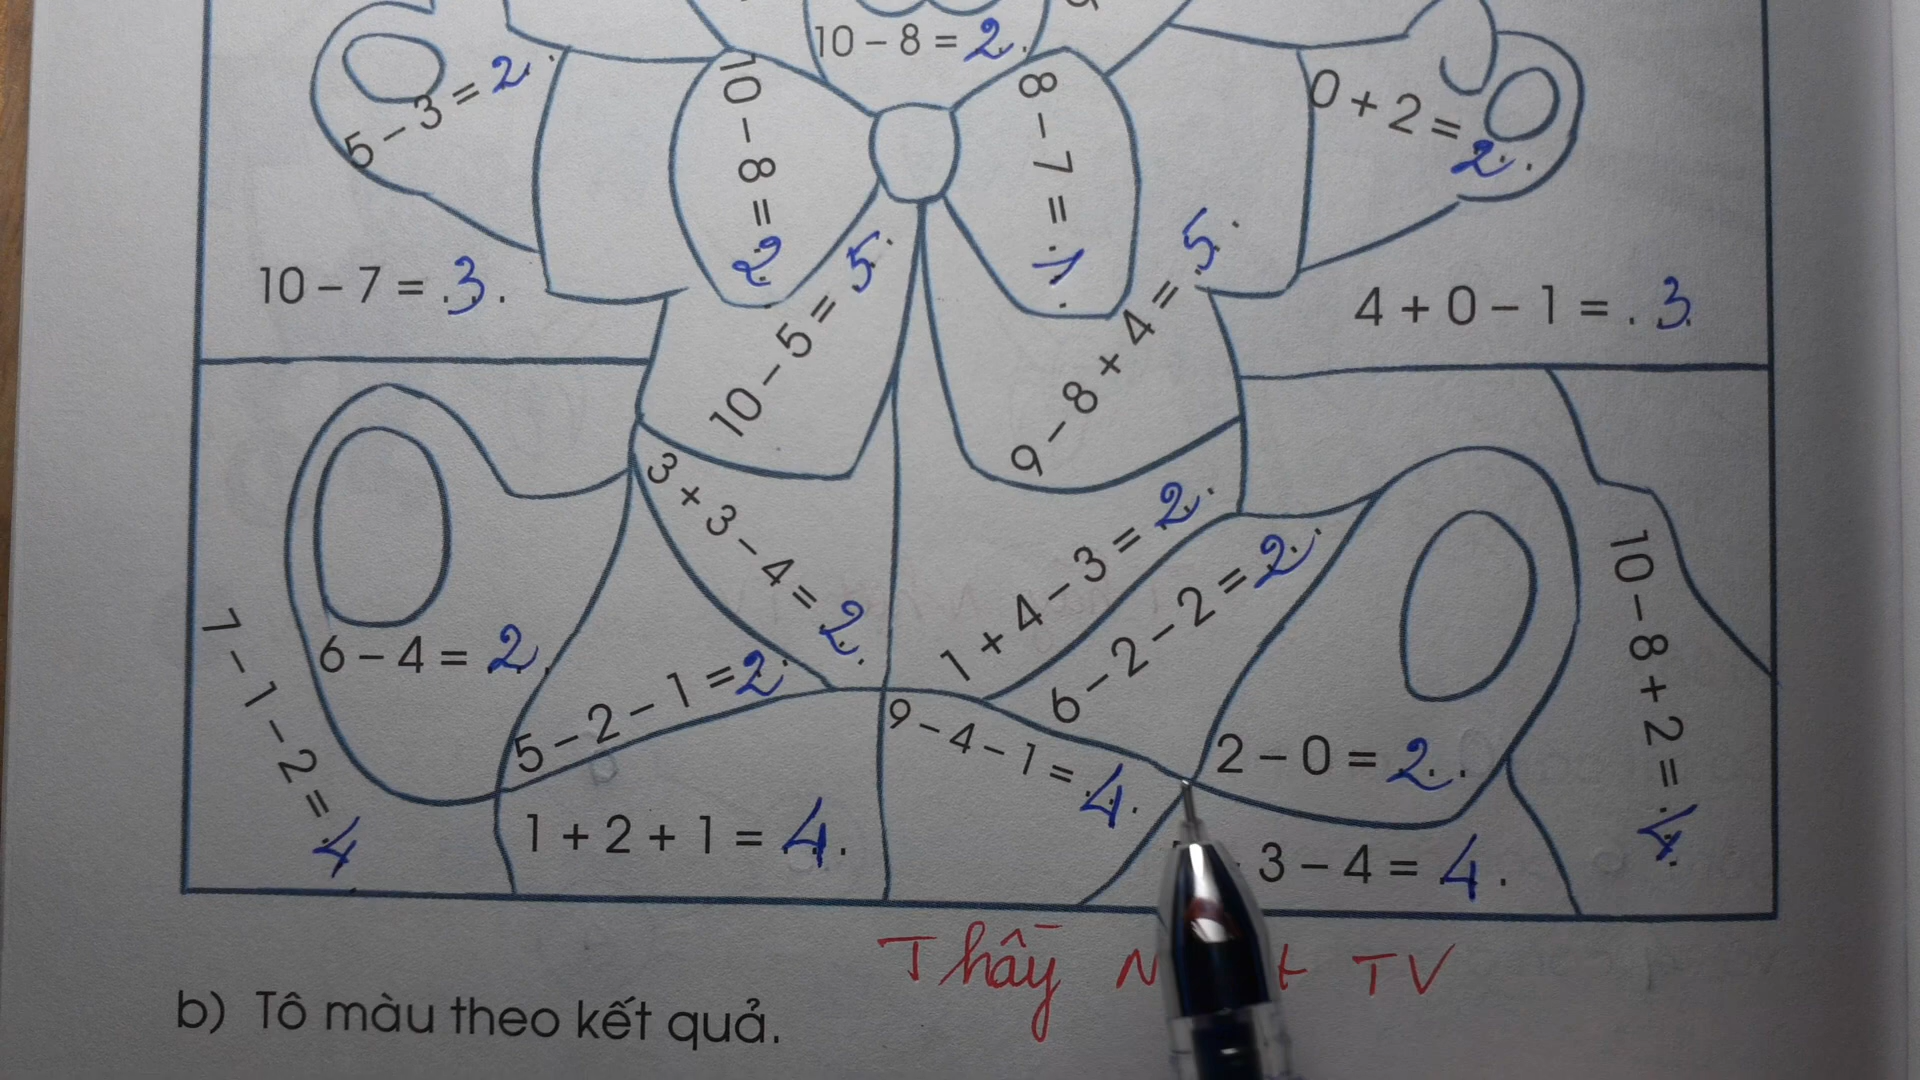 10 – 8 = 2
5 – 3 = 2
10 – 8 = 2
8 – 7 = 1
0 + 2 = 2
10 – 7 = 3
10 – 5 = 5
9 – 8 + 4 = 5
4 + 0 – 1 = 3
3 + 3 – 4 = 2
1 + 4 – 3 = 2
6 – 2 – 2 = 2
10 – 8 + 2 = 4
7 – 1 – 2 = 4
6 – 4 = 2
5 – 2 – 1 = 2
9 – 4 – 1 = 4
2 – 0 = 2
1 + 2 + 1 = 4
3 – 4 = 4
Thầy TV
b) Tô màu theo kết quả.